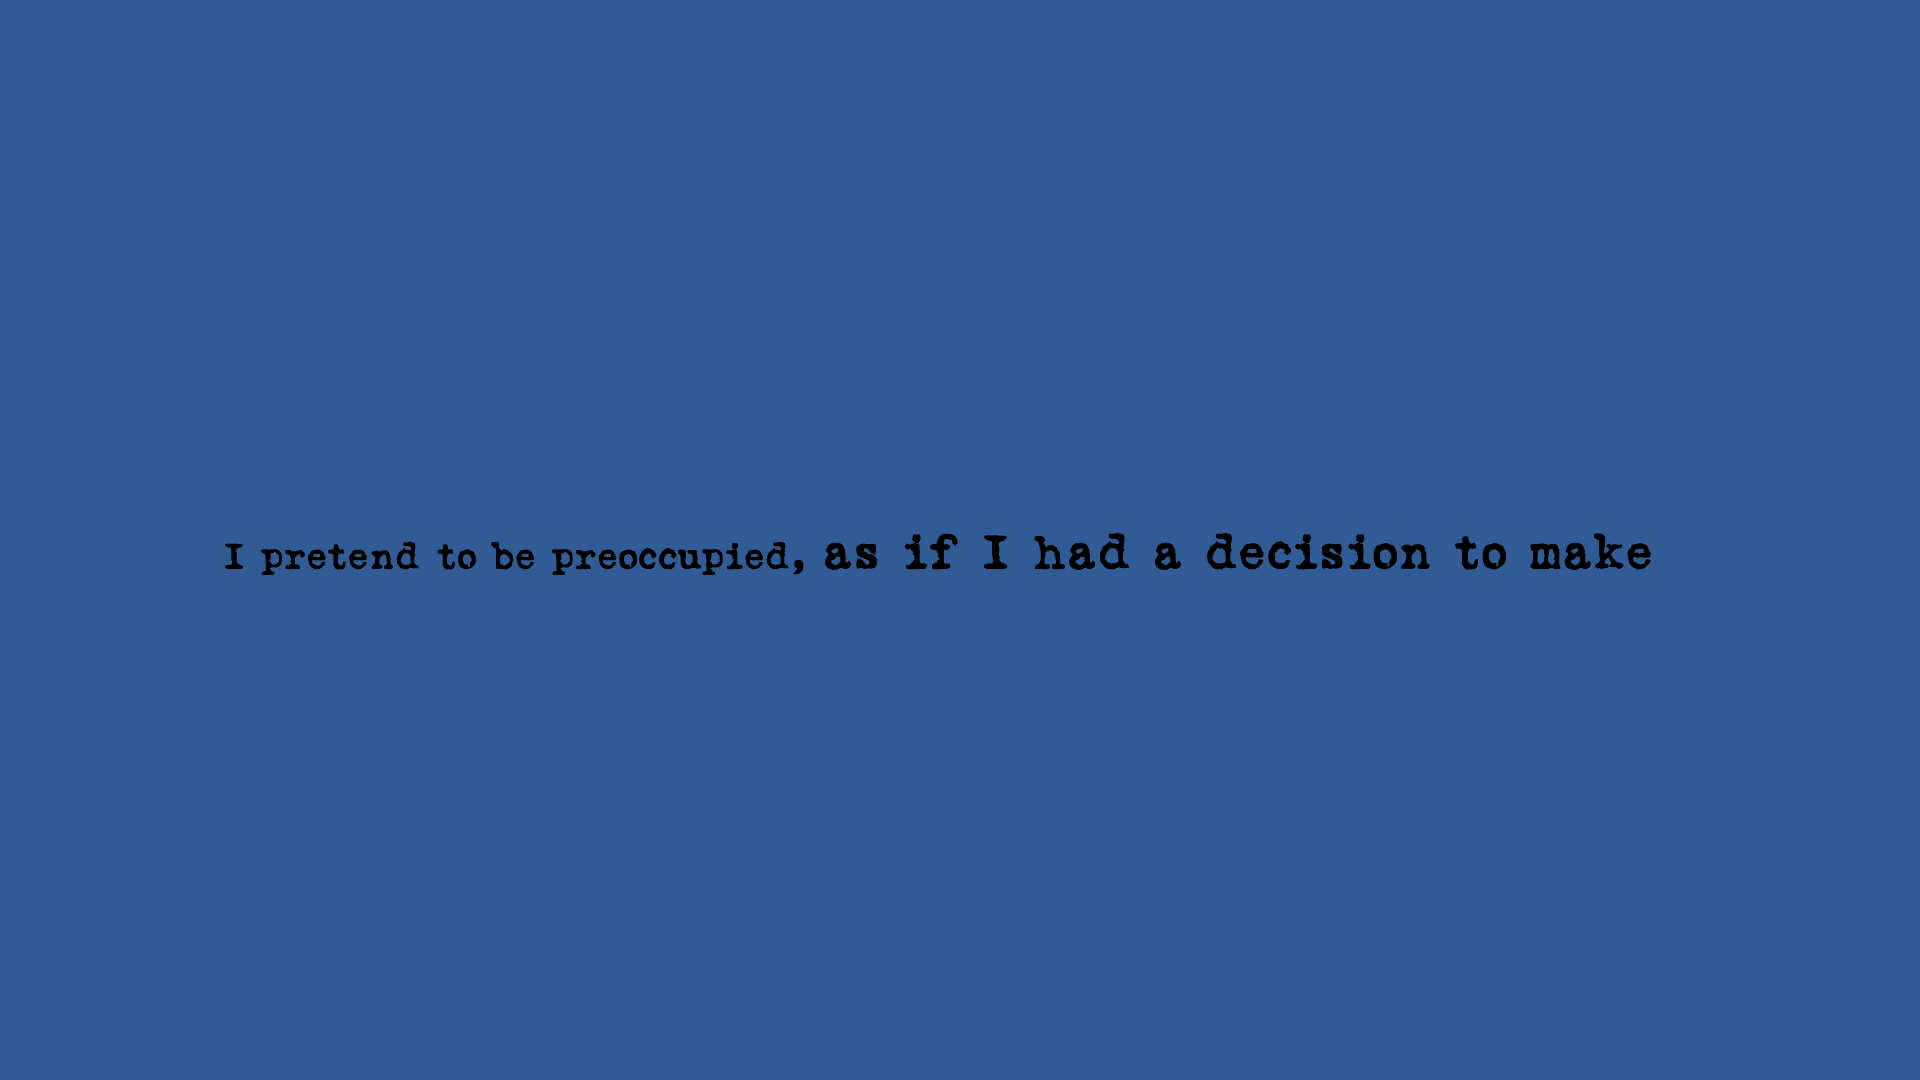 I pretend to be preoccupied, as if I had a decision to make